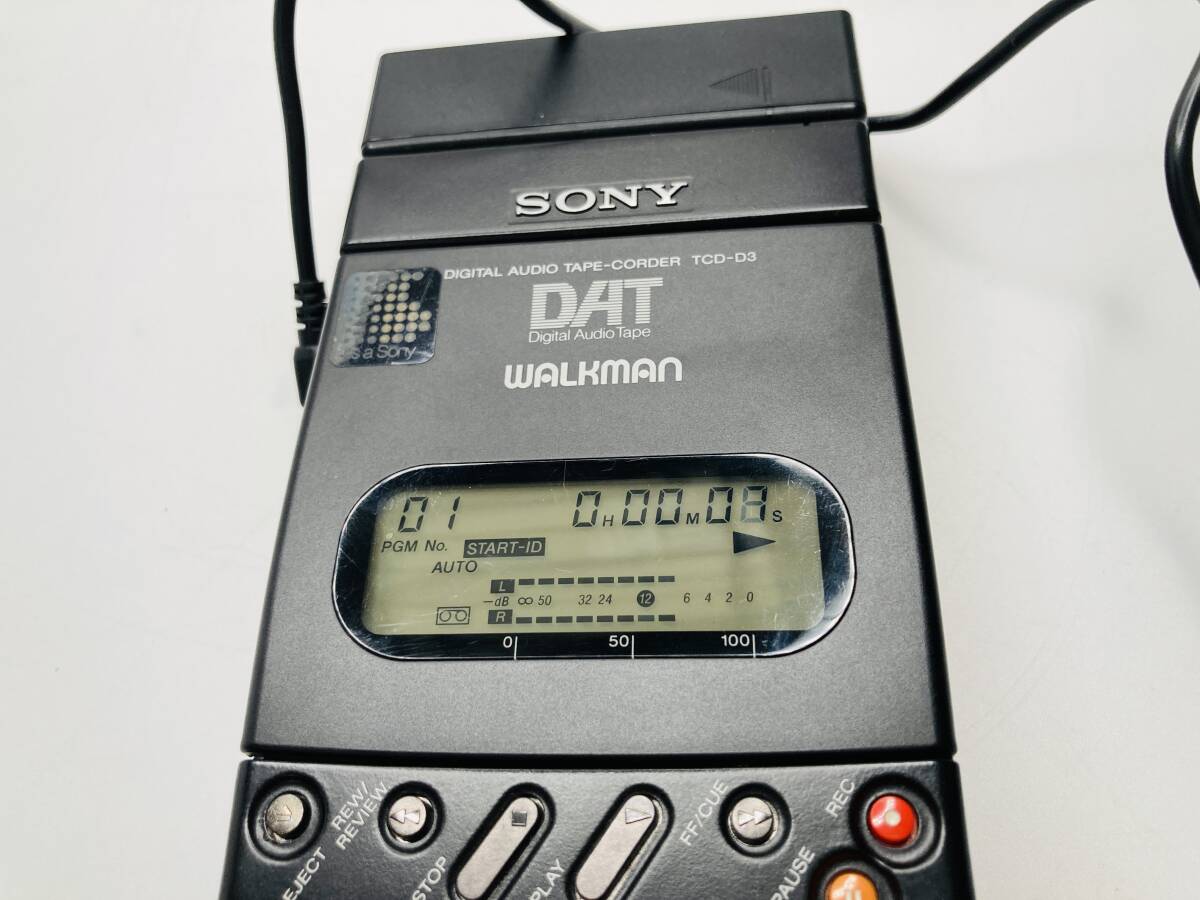 SONY
DIGITAL AUDIO TAPE-CORDER TCD-D3
DAT
Digital Audio Tape
s a Sony
WALKMAN
01 0H00M08S
PGM No. START-ID
AUTO
L
-dB ∞ 50 32 24 12 6 4 2 0
R
0 50 100
EJECT
REW/
REVIEW
STOP
PLAY
FF/CUE
REC
PAUSE